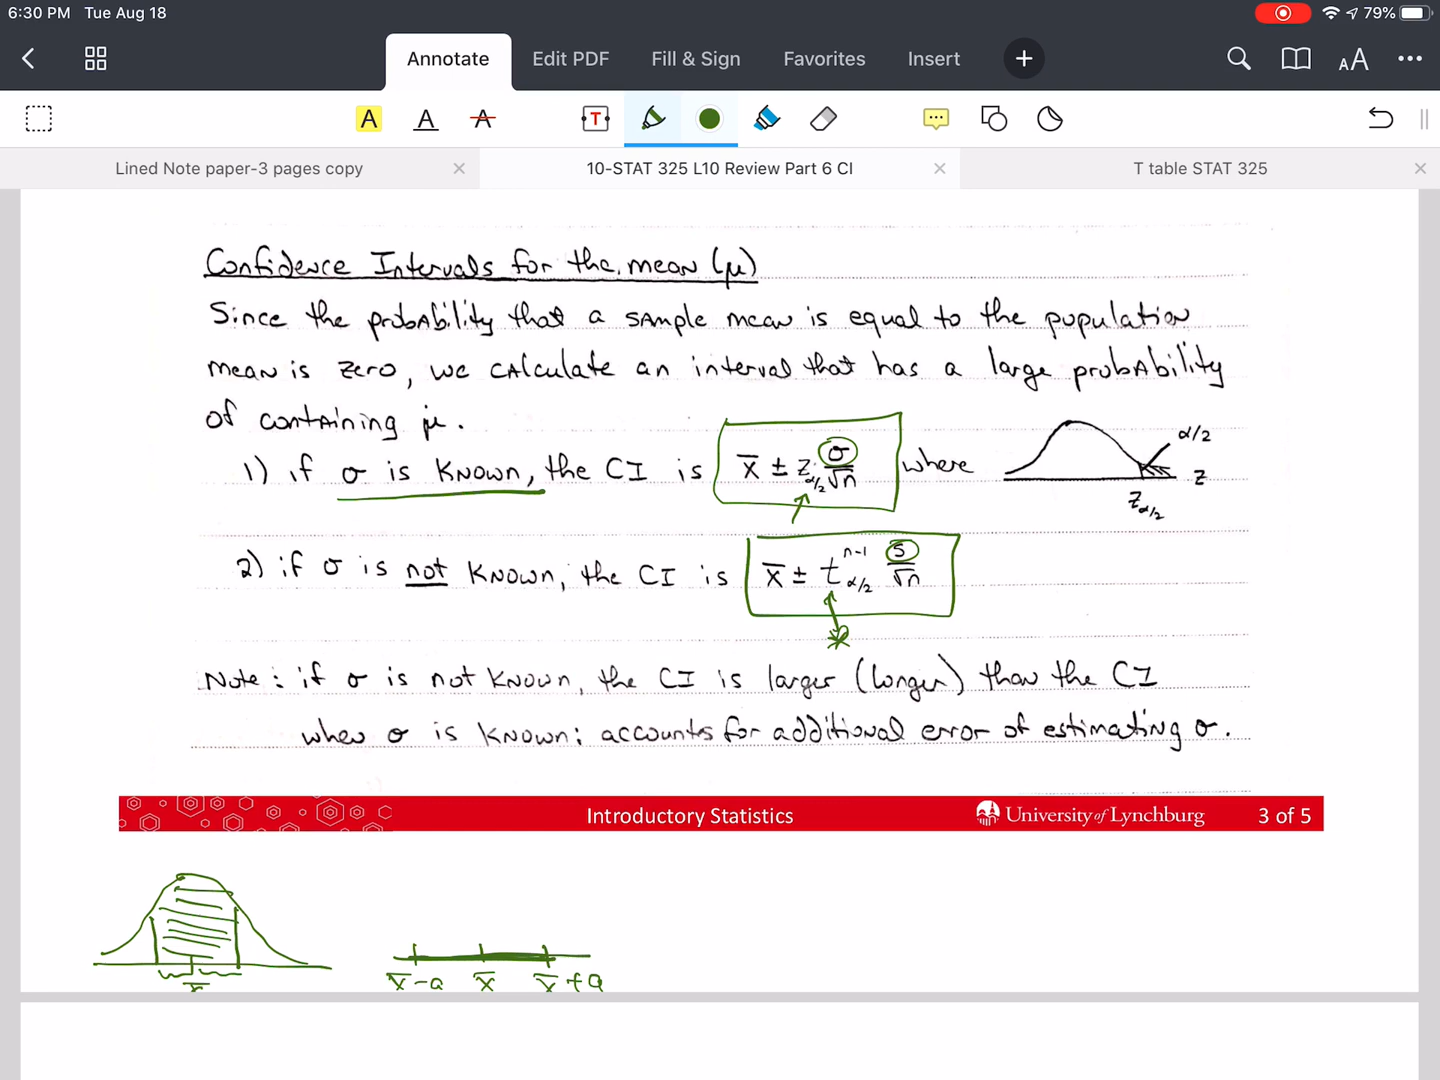 6:30 PM Tue Aug 18
79%
Annotate Edit PDF Fill & Sign Favorites Insert
A A A T AA
Lined Note paper-3 pages copy
10-STAT 325 L10 Review Part 6 CI
T table STAT 325
Confidence Intervals for the mean (μ)
Since the probability that a sample mean is equal to the population
mean is zero, we calculate an interval that has a large probability
of containing μ.
1) if σ is known, the CI is x̄ ± z_{α/2} σ/√n where
α/2
z
z_{α/2}
2) if σ is not known, the CI is x̄ ± t^{n-1}_{α/2} s/√n
Note: if σ is not known, the CI is larger (longer) than the CI
when σ is known; accounts for additional error of estimating σ.
Introductory Statistics
University of Lynchburg
3 of 5
x̄
x̄-a x̄ x̄+a